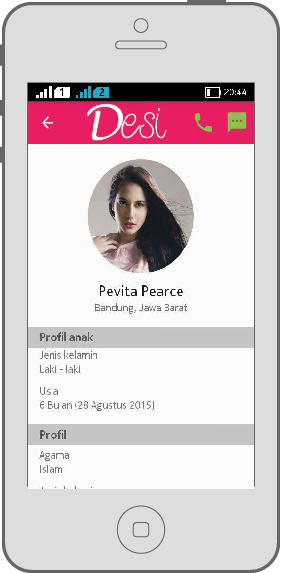 1 2 20:44
Desi
Pevita Pearce
Bandung, Jawa Barat
Profil anak
Jenis kelamin
Laki - laki
Usia
6 Bulan (28 Agustus 2015)
Profil
Agama
Islam